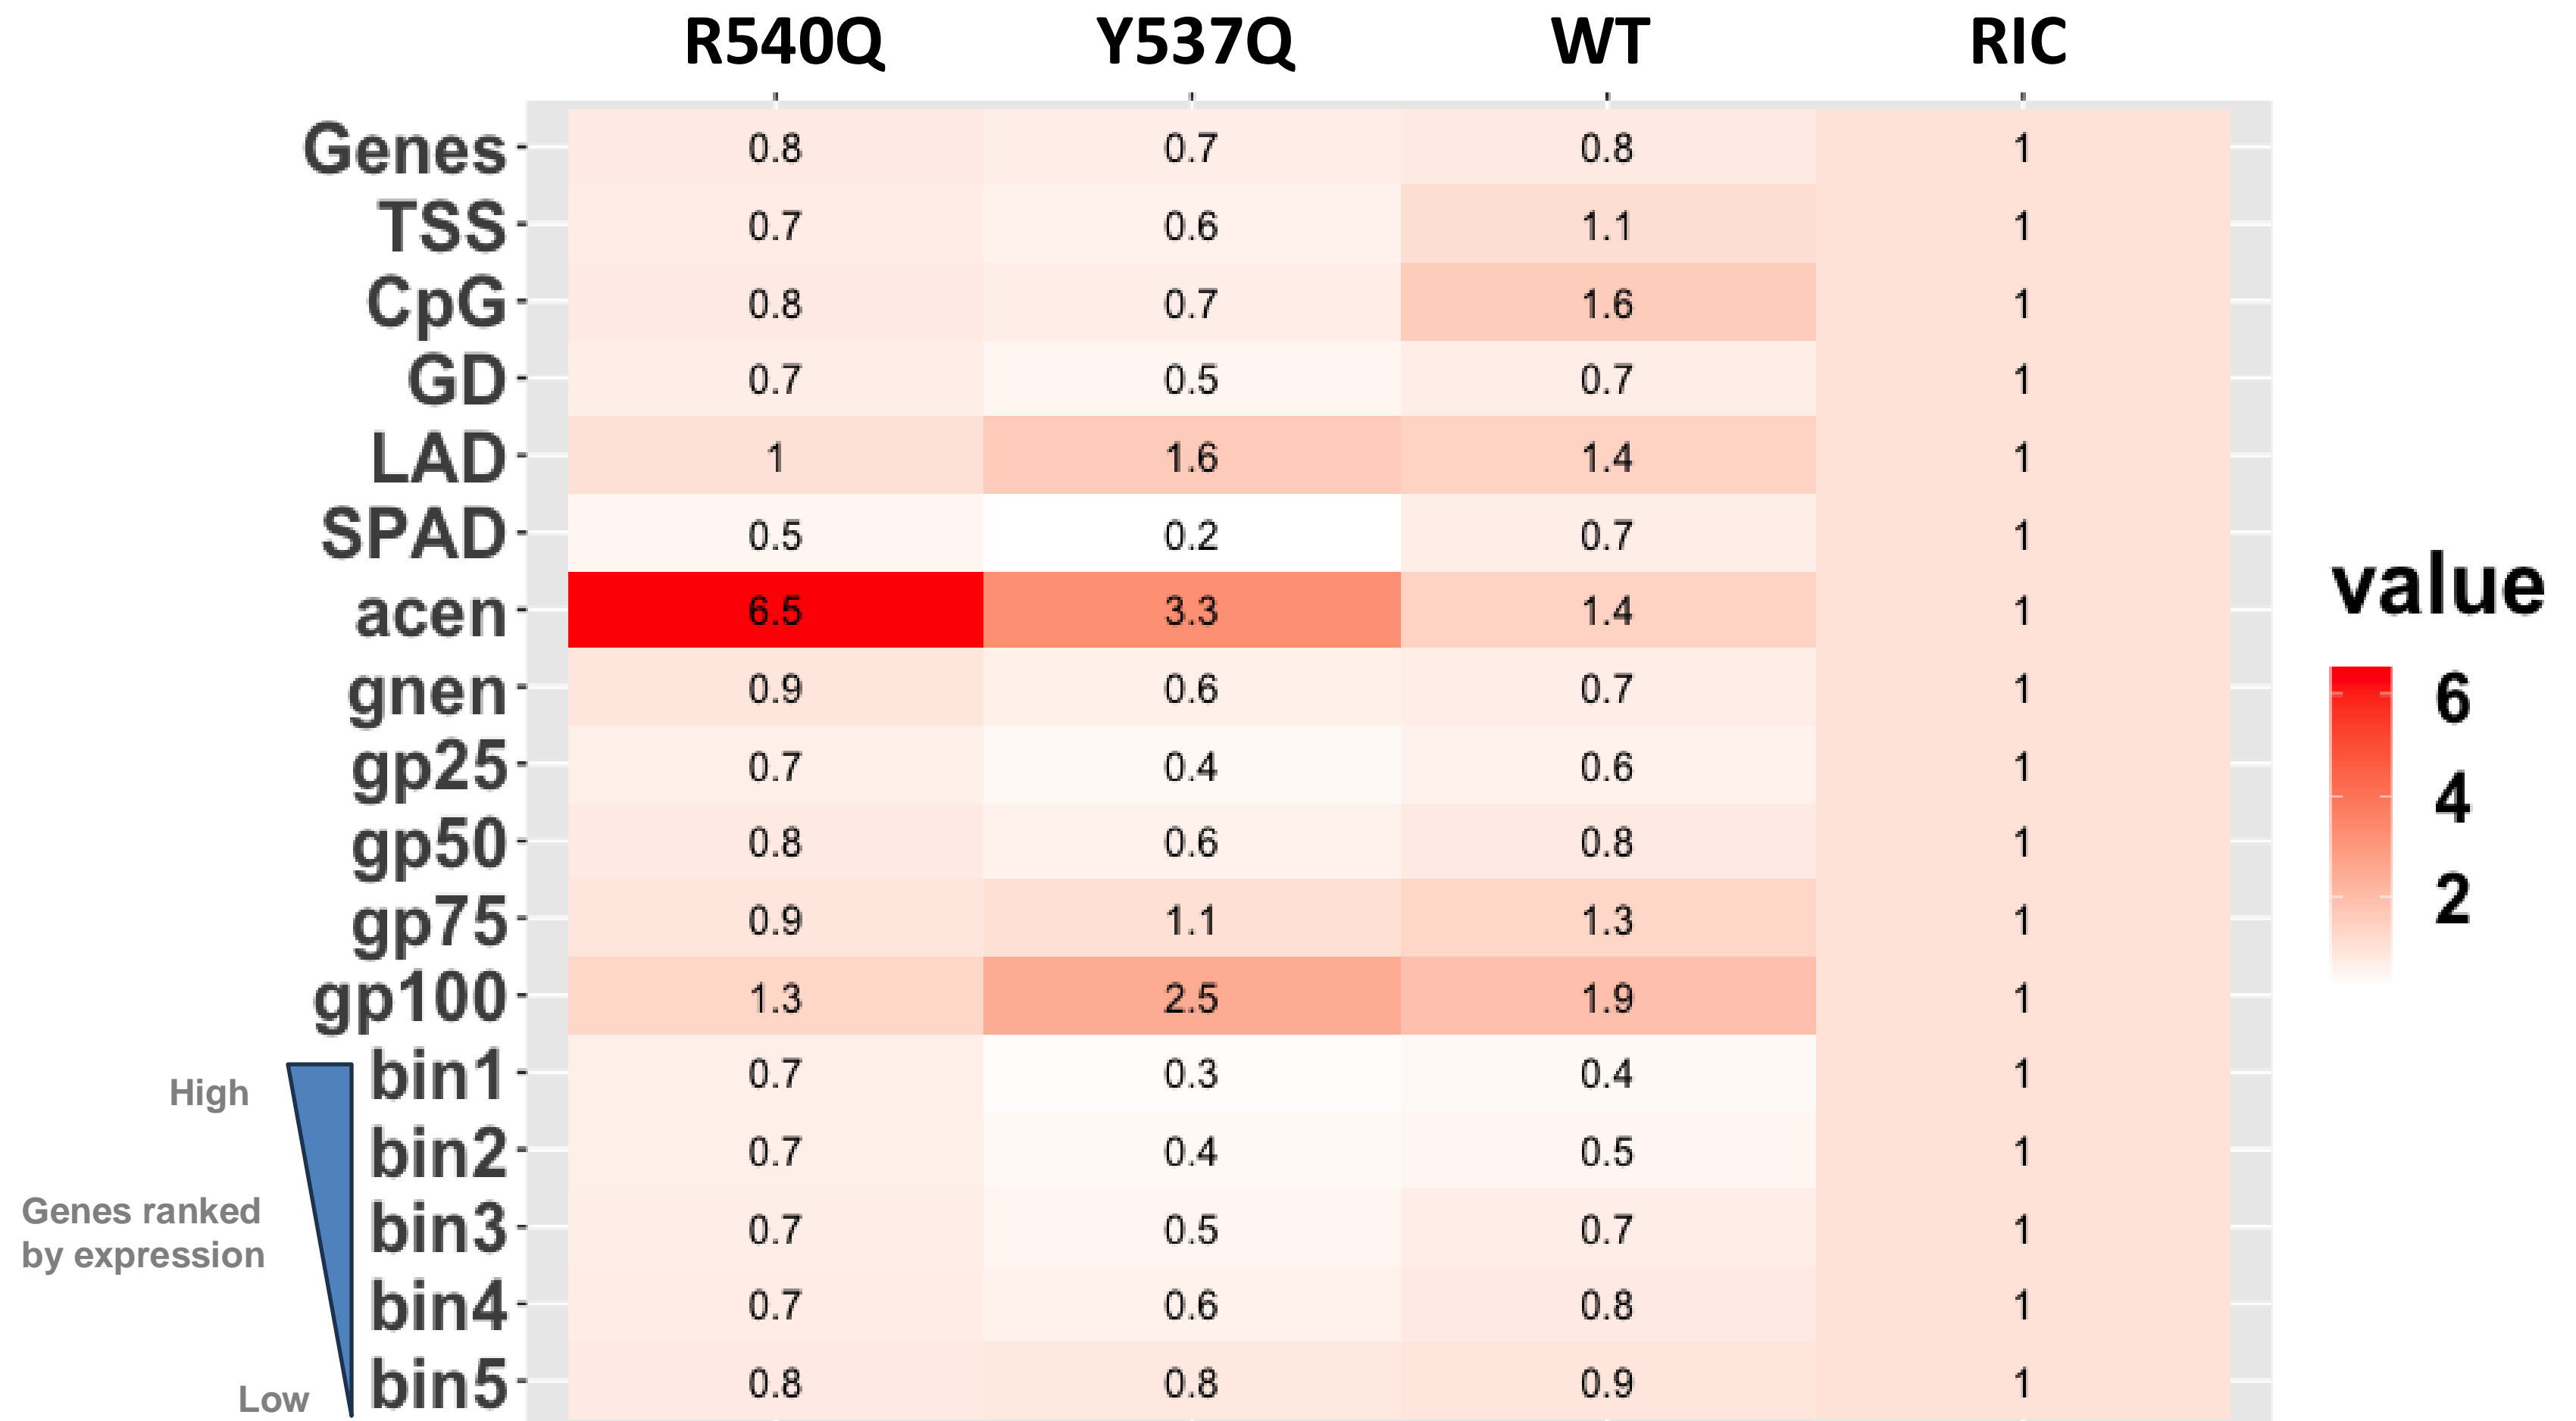 R540Q Y537Q WT RIC
Genes 0.8 0.7 0.8 1
TSS 0.7 0.6 1.1 1
CpG 0.8 0.7 1.6 1
GD 0.7 0.5 0.7 1
LAD 1 1.6 1.4 1
SPAD 0.5 0.2 0.7 1
acen 6.5 3.3 1.4 1
gnen 0.9 0.6 0.7 1
gp25 0.7 0.4 0.6 1
gp50 0.8 0.6 0.8 1
gp75 0.9 1.1 1.3 1
gp100 1.3 2.5 1.9 1
bin1 0.7 0.3 0.4 1
bin2 0.7 0.4 0.5 1
bin3 0.7 0.5 0.7 1
bin4 0.7 0.6 0.8 1
bin5 0.8 0.8 0.9 1
High
Genes ranked
by expression
Low
value
6
4
2